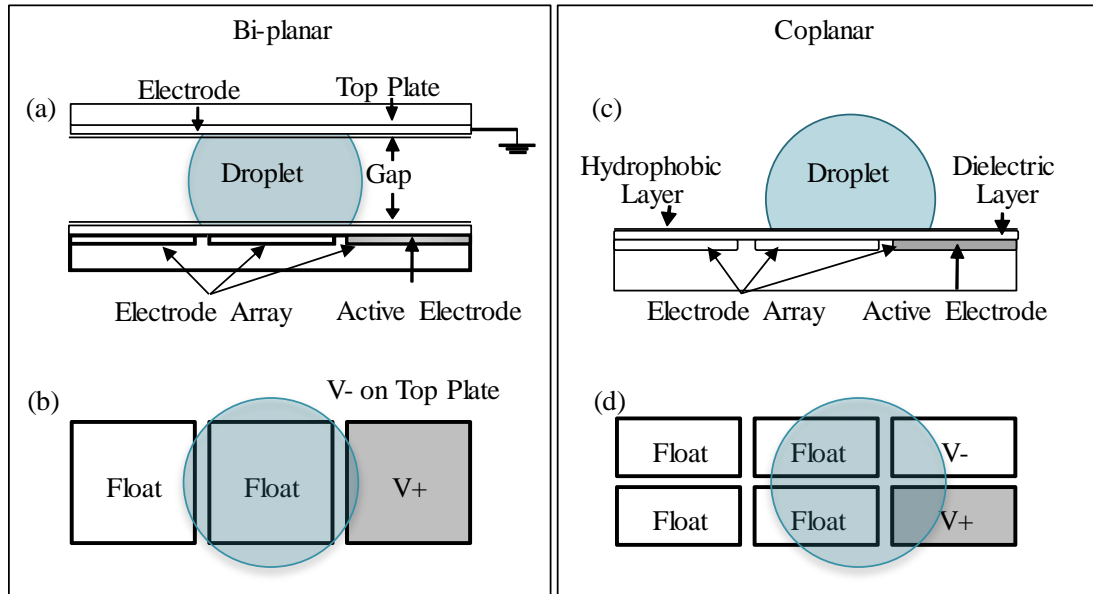 Bi-planar
(a)
Electrode
Top Plate
Droplet
Gap
Electrode Array
Active Electrode
V- on Top Plate
(b)
Float
Float
V+
Coplanar
(c)
Hydrophobic
Layer
Droplet
Dielectric
Layer
Electrode Array
Active Electrode
(d)
Float
Float
V-
Float
Float
V+